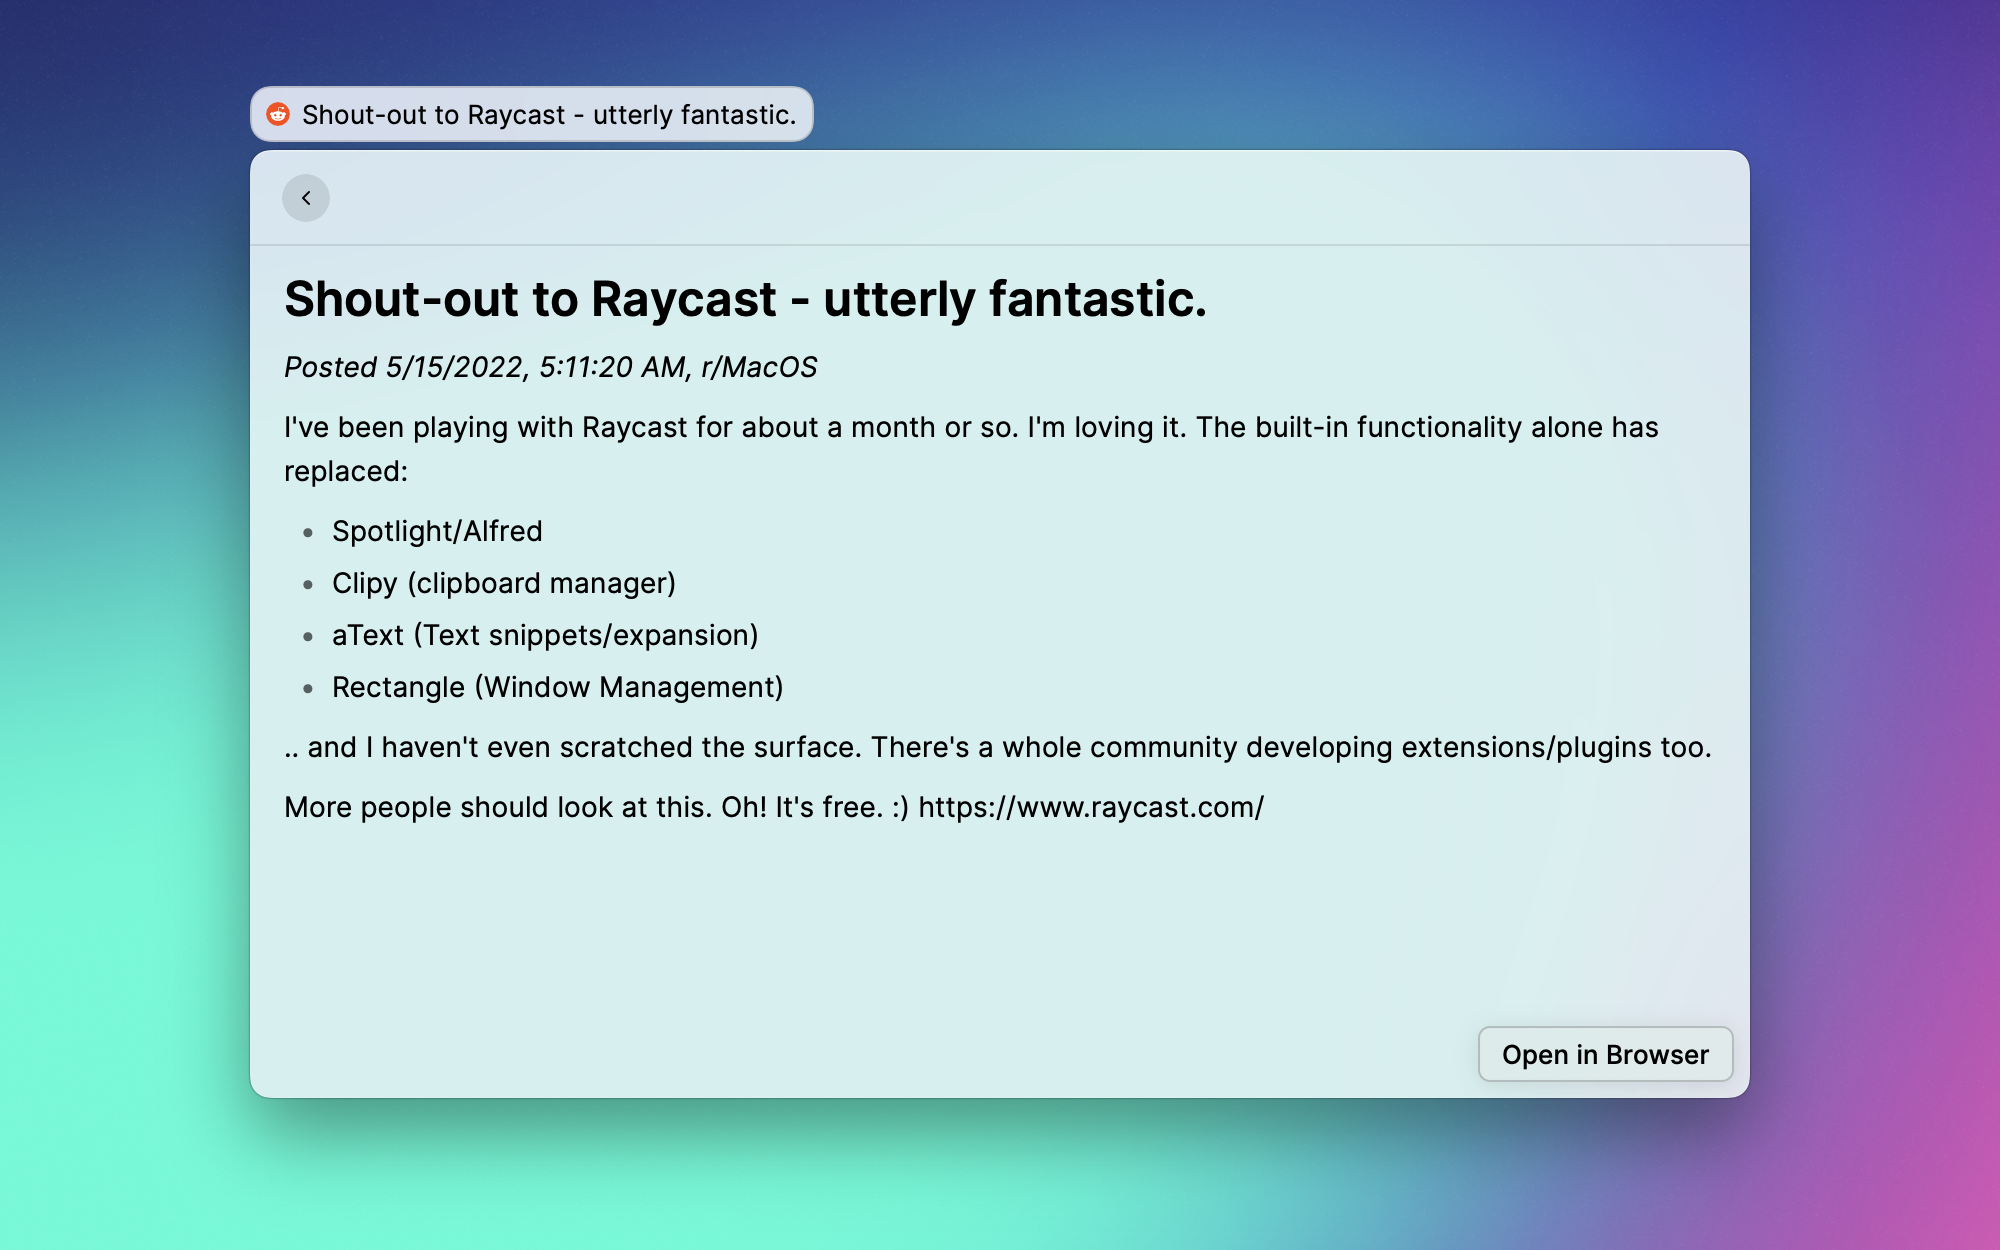 Shout-out to Raycast - utterly fantastic.
Shout-out to Raycast - utterly fantastic.
Posted 5/15/2022, 5:11:20 AM, r/MacOS
I've been playing with Raycast for about a month or so. I'm loving it. The built-in functionality alone has
replaced:
• Spotlight/Alfred
• Clipy (clipboard manager)
• aText (Text snippets/expansion)
• Rectangle (Window Management)
.. and I haven't even scratched the surface. There's a whole community developing extensions/plugins too.
More people should look at this. Oh! It's free. :) https://www.raycast.com/
Open in Browser